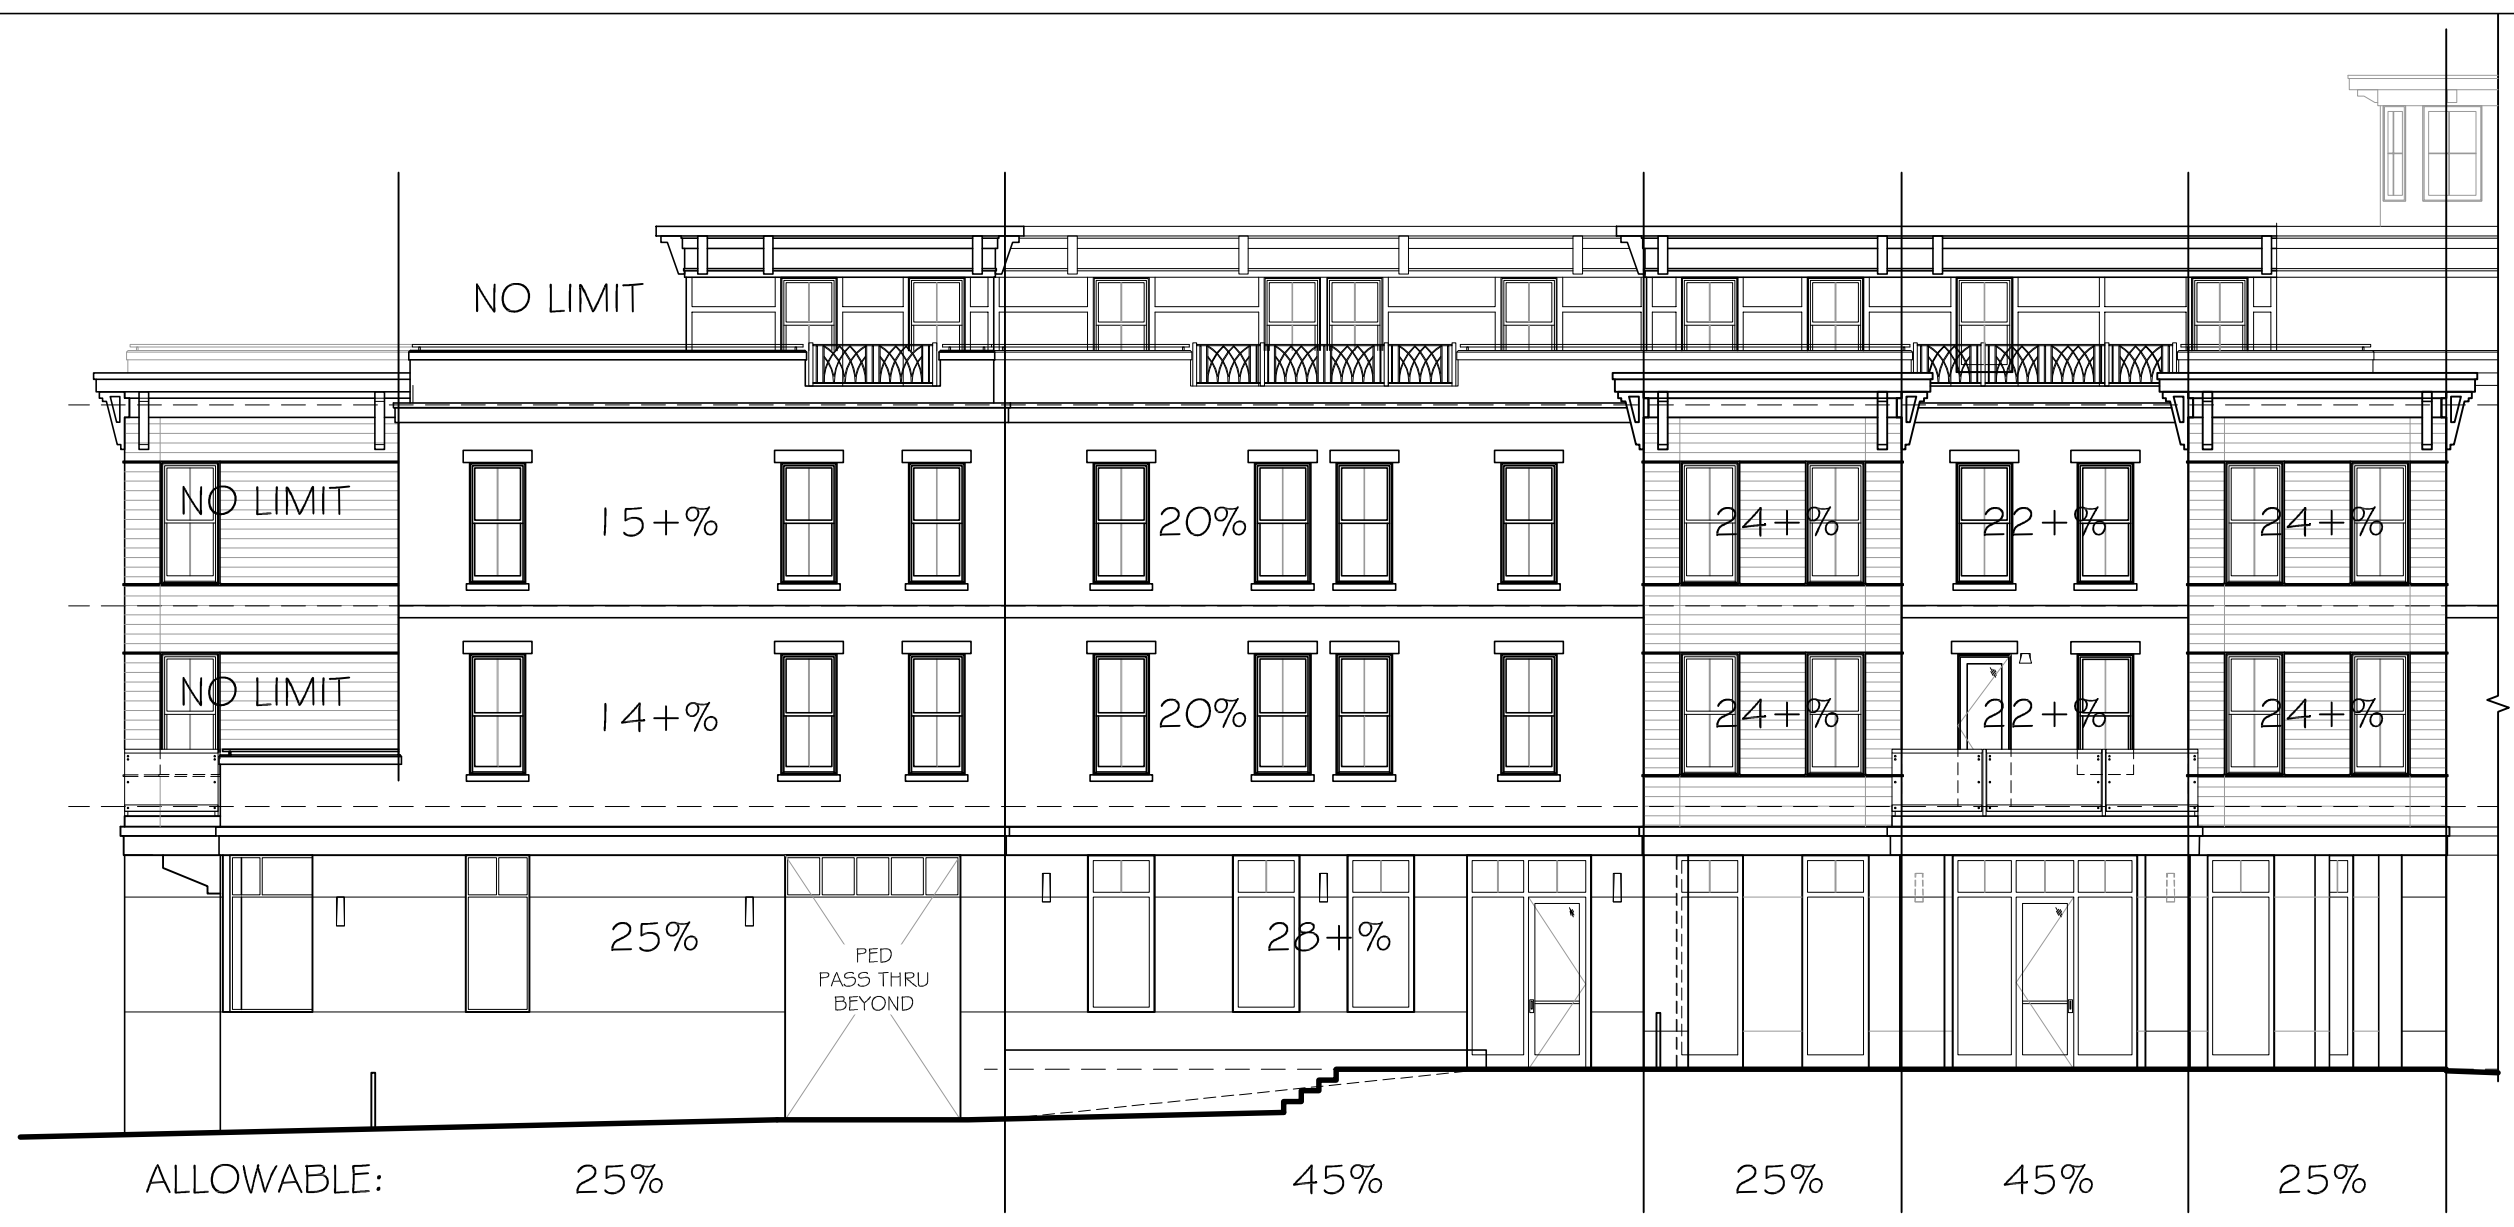 NO LIMIT
NO LIMIT
15+% 20% 24+% 22+% 24+%
NO LIMIT
14+% 20% 24+% 22+% 24+%
25% 28+%
PED
PASS THRU
BEYOND
ALLOWABLE: 25% 45% 25% 45% 25%